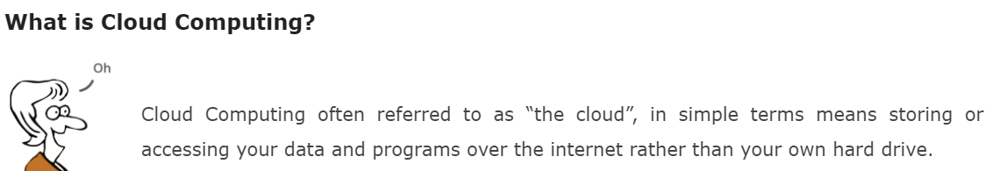 What is Cloud Computing?
Oh
Cloud Computing often referred to as “the cloud”, in simple terms means storing or
accessing your data and programs over the internet rather than your own hard drive.